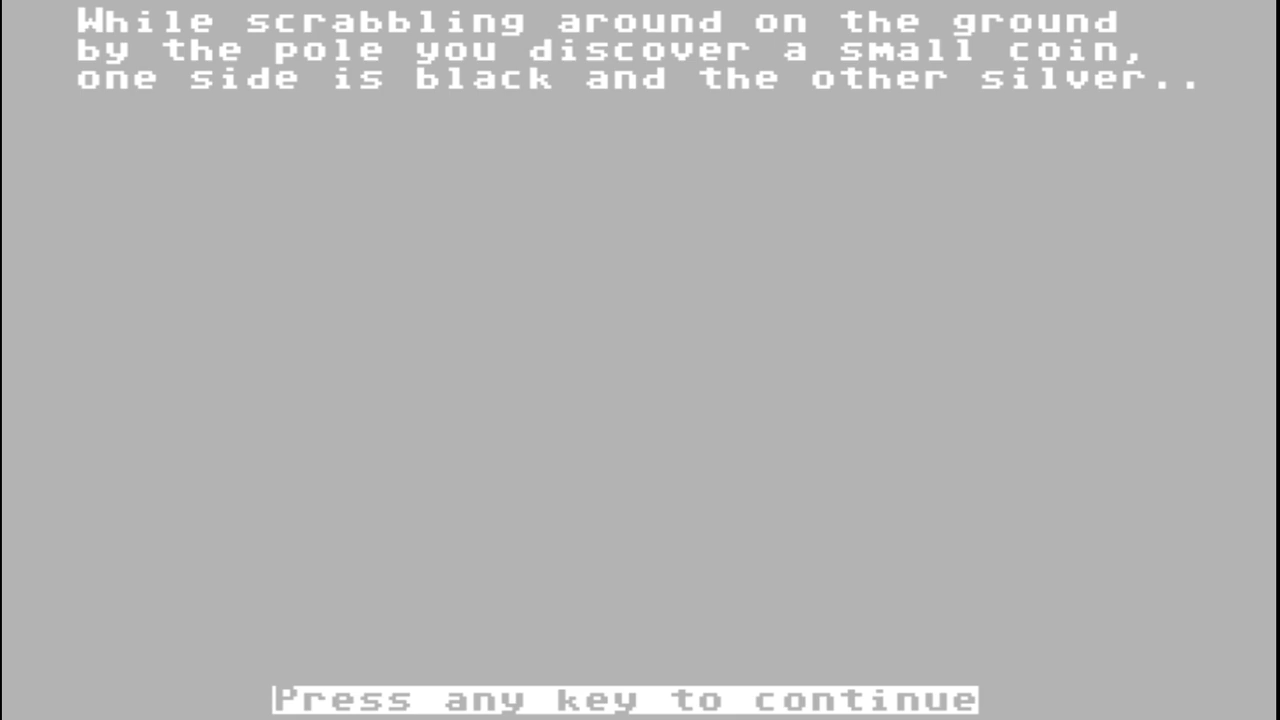 While scrabbling around on the ground
by the pole you discover a small coin,
one side is black and the other silver..
Press any key to continue